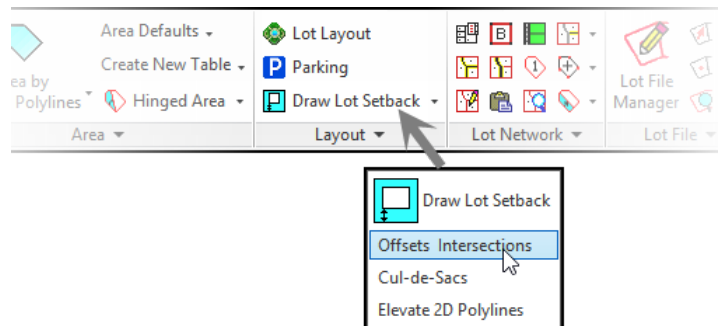 Area Defaults
Lot Layout
B
Create New Table
P Parking
1
ea by
Polylines
Hinged Area
Draw Lot Setback
Lot File
Manager
Area
Layout
Lot Network
Lot File
Draw Lot Setback
Offsets Intersections
Cul-de-Sacs
Elevate 2D Polylines